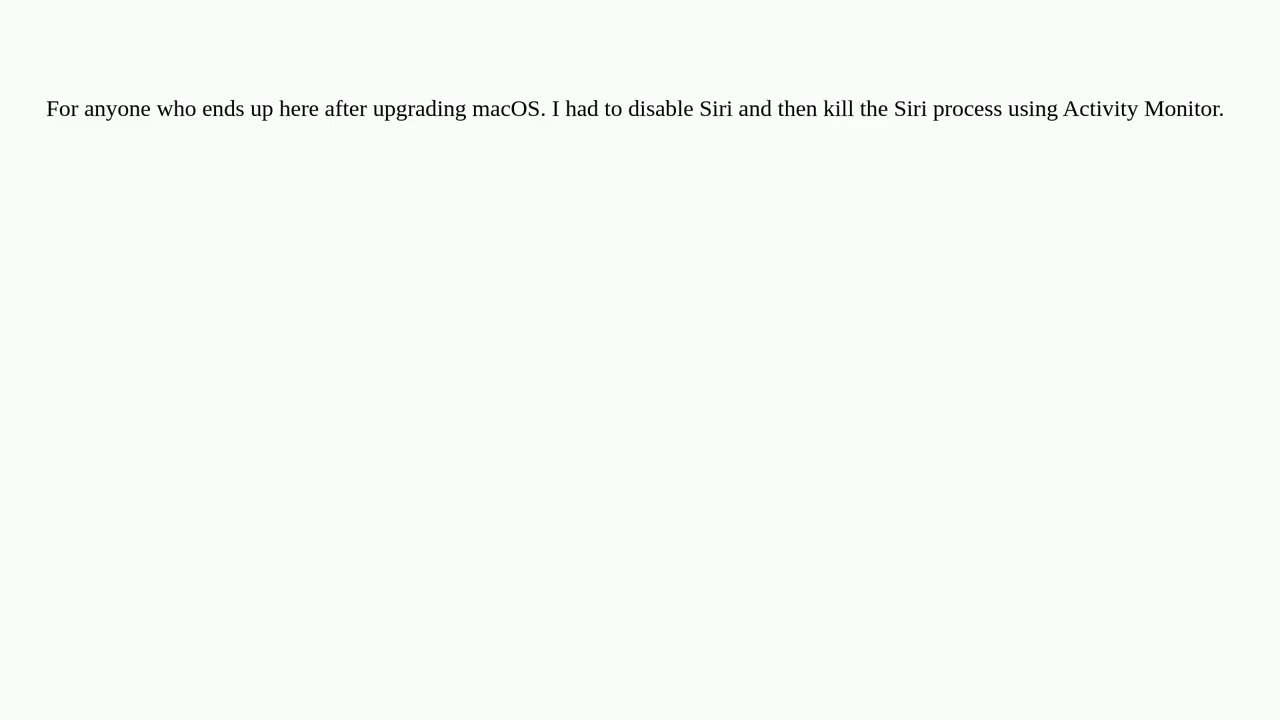 For anyone who ends up here after upgrading macOS. I had to disable Siri and then kill the Siri process using Activity Monitor.